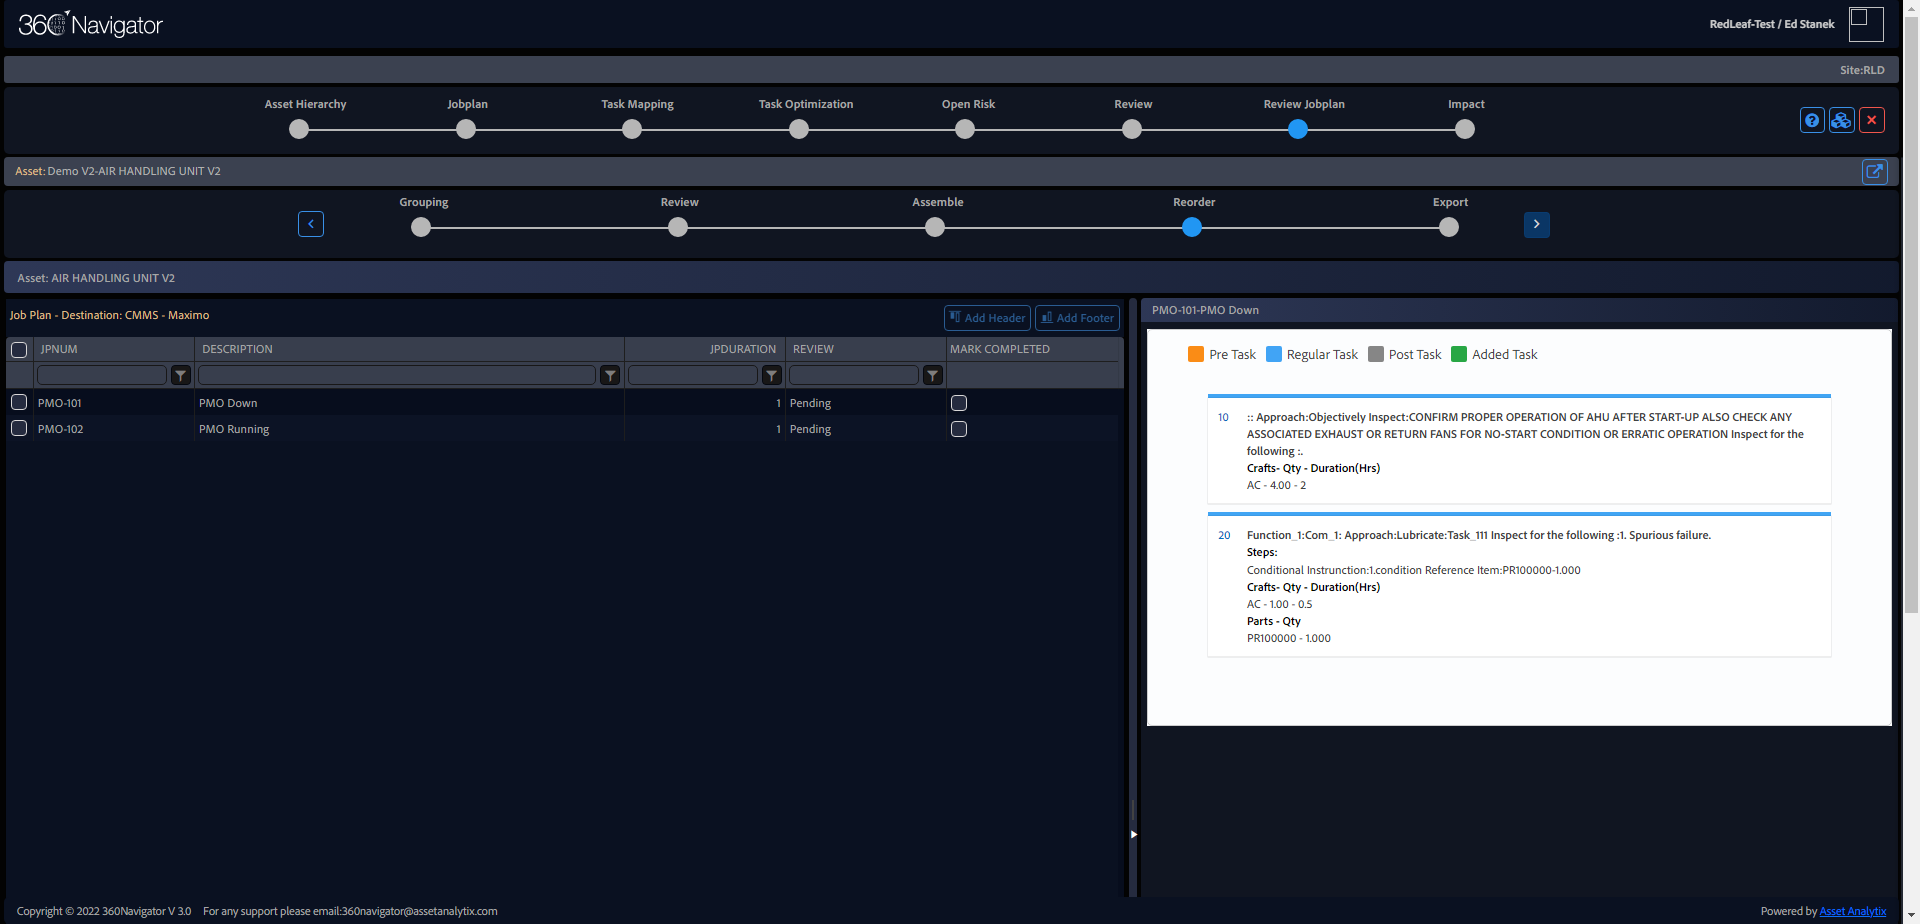 360 Navigator
RedLeaf-Test / Ed Stanek
Site:RLD
Asset Hierarchy
Jobplan
Task Mapping
Task Optimization
Open Risk
Review
Review Jobplan
Impact
Asset: Demo V2-AIR HANDLING UNIT V2
Grouping
Review
Assemble
Reorder
Export
Asset: AIR HANDLING UNIT V2
Job Plan - Destination: CMMS - Maximo
Add Header
Add Footer
JPNUM DESCRIPTION JPDURATION REVIEW MARK COMPLETED
PMO-101 PMO Down 1 Pending
PMO-102 PMO Running 1 Pending
PMO-101-PMO Down
Pre Task Regular Task Post Task Added Task
10 :: Approach:Objectively Inspect:CONFIRM PROPER OPERATION OF AHU AFTER START-UP ALSO CHECK ANY
ASSOCIATED EXHAUST OR RETURN FANS FOR NO-START CONDITION OR ERRATIC OPERATION Inspect for the
following :.
Crafts- Qty - Duration(Hrs)
AC - 4.00 - 2
20 Function_1:Com_1: Approach:Lubricate:Task_111 Inspect for the following :1. Spurious failure.
Steps:
Conditional Instrunction:1.condition Reference Item:PR100000-1.000
Crafts- Qty - Duration(Hrs)
AC - 1.00 - 0.5
Parts - Qty
PR100000 - 1.000
Copyright © 2022 360Navigator V 3.0 For any support please email:360navigator@assetanalytix.com
Powered by Asset Analytix